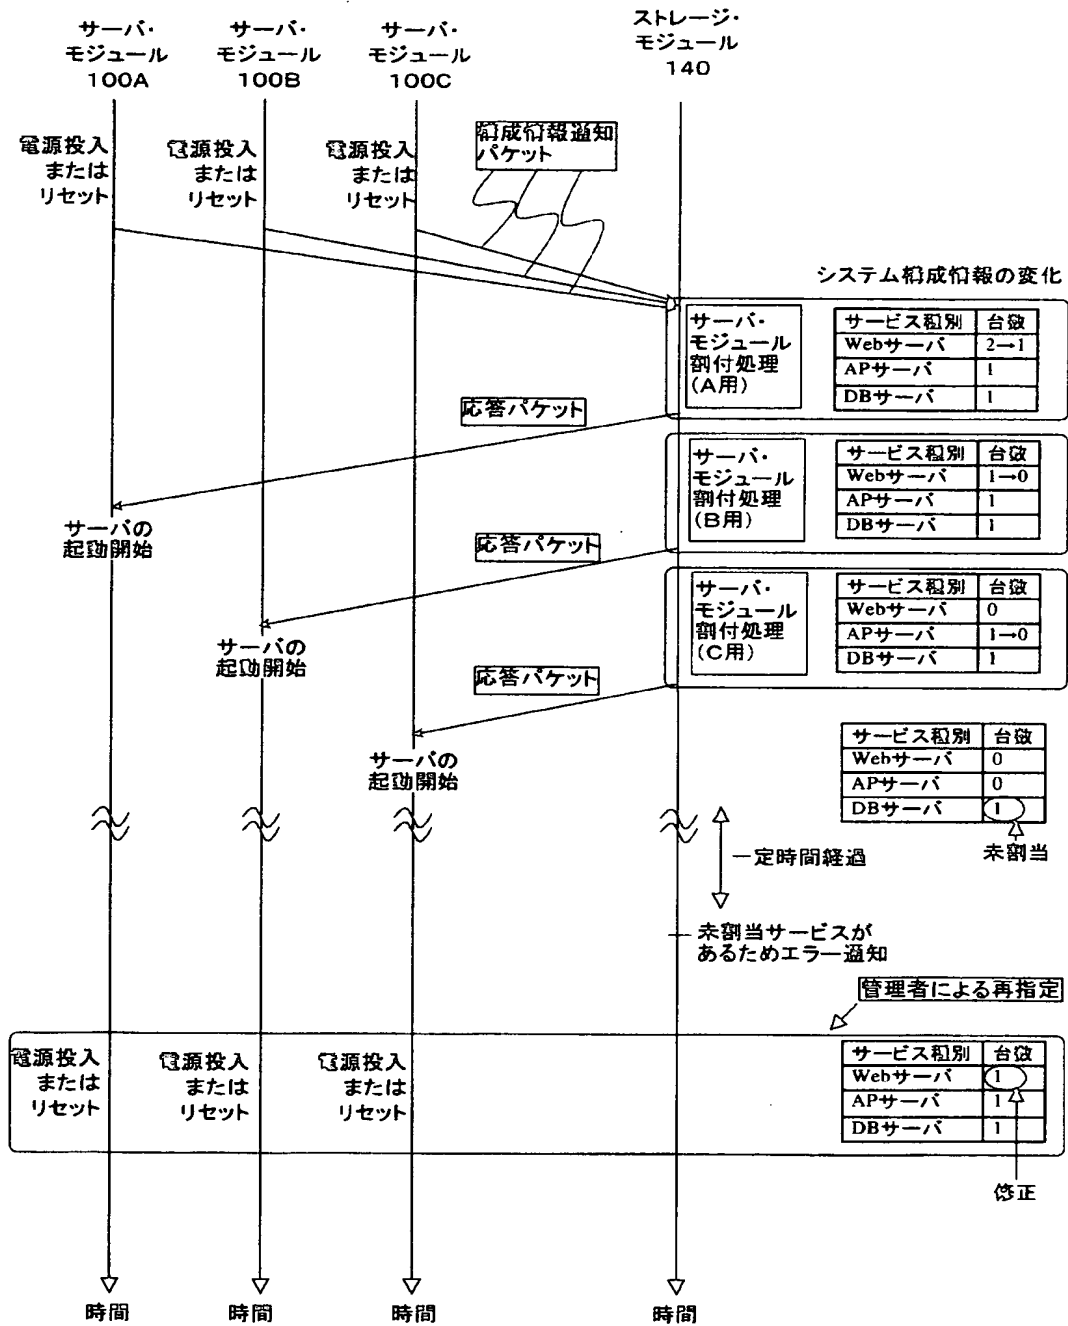 サーバ・
モジュール
100A
サーバ・
モジュール
100B
サーバ・
モジュール
100C
ストレージ・
モジュール
140
電源投入
または
リセット
電源投入
または
リセット
電源投入
または
リセット
構成情報通知
パケット
システム構成情報の変化
サーバ・
モジュール
割付処理
(A用)
サービス種別 台数
Webサーバ 2→1
APサーバ 1
DBサーバ 1
応答パケット
サーバの
起動開始
サーバ・
モジュール
割付処理
(B用)
サービス種別 台数
Webサーバ 1→0
APサーバ 1
DBサーバ 1
応答パケット
サーバの
起動開始
サーバ・
モジュール
割付処理
(C用)
サービス種別 台数
Webサーバ 0
APサーバ 1→0
DBサーバ 1
応答パケット
サーバの
起動開始
サービス種別 台数
Webサーバ 0
APサーバ 0
DBサーバ 1
未割当
一定時間経過
未割当サービスが
あるためエラー通知
管理者による再指定
電源投入
または
リセット
電源投入
または
リセット
電源投入
または
リセット
サービス種別 台数
Webサーバ 1
APサーバ 1
DBサーバ 1
修正
時間
時間
時間
時間